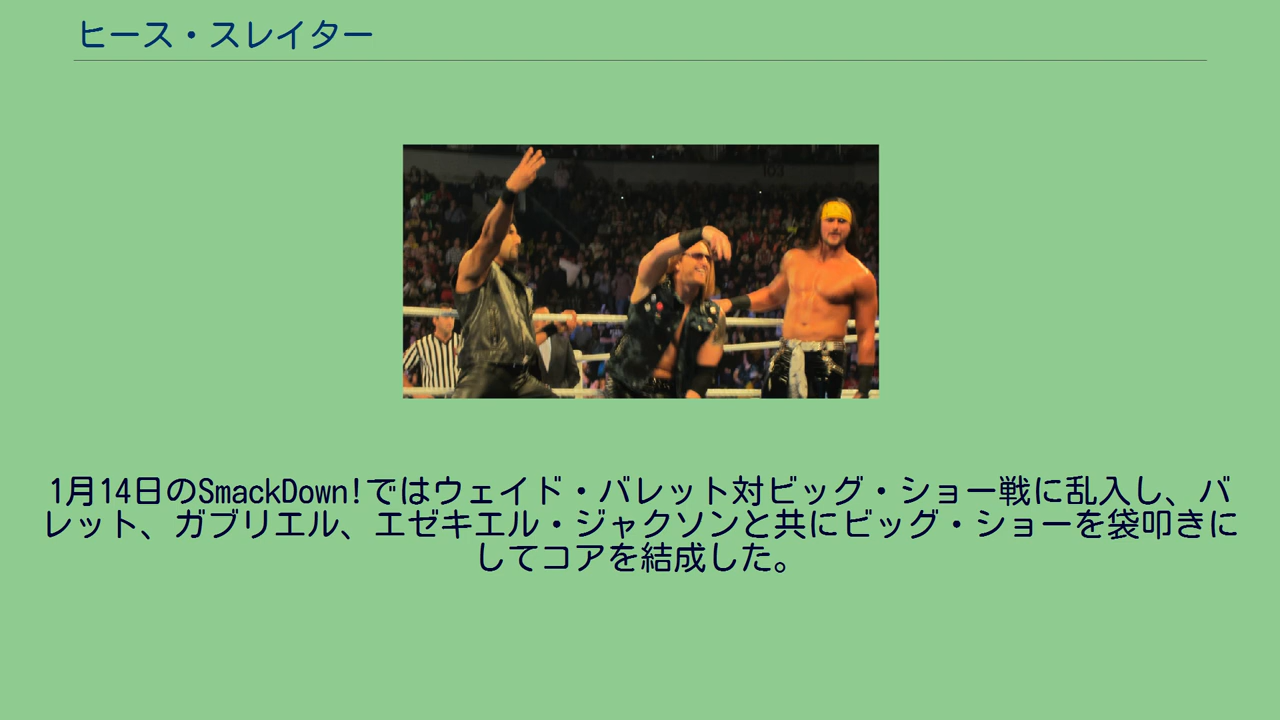 ヒース・スレイター
103
1月14日のSmackDown!ではウェイド・バレット対ビッグ・ショー戦に乱入し、バ
レット、ガブリエル、エゼキエル・ジャクソンと共にビッグ・ショーを袋叩きに
してコアを結成した。